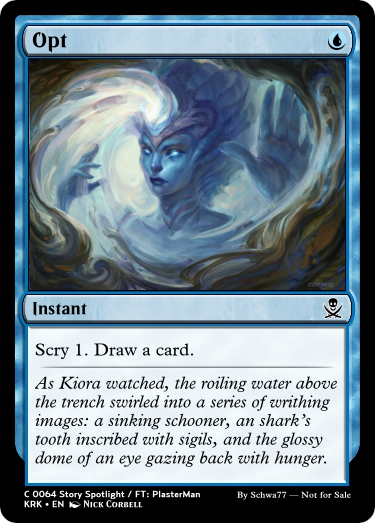 Opt
Instant
Scry 1. Draw a card.
As Kiora watched, the roiling water above
the trench swirled into a series of writhing
images: a sinking schooner, an shark's
tooth inscribed with sigils, and the glossy
dome of an eye gazing back with hunger.
C 0064 Story Spotlight / FT: PlasterMan
KRK • EN Nick Corbell
By Schwa77 — Not for Sale